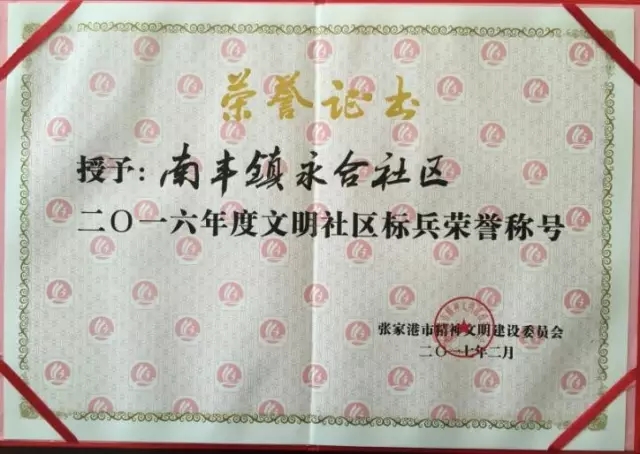 荣誉证书
授予：南丰镇永合社区
二〇一六年度文明社区标兵荣誉称号
张家港市精神文明建设委员会
二〇一七年二月